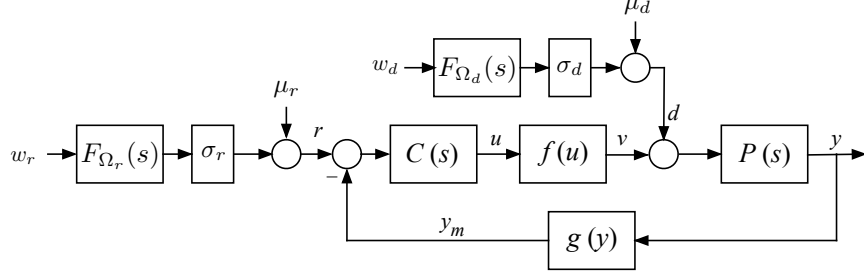 μ_d
w_d F_{Ω_d}(s) σ_d
μ_r d
w_r F_{Ω_r}(s) σ_r r C(s) u f(u) v P(s) y
−
y_m g(y)